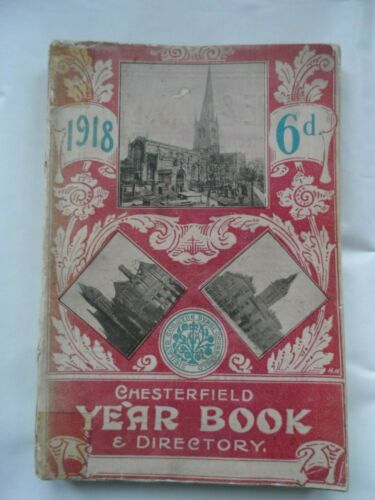 1918
6d.
CHESTERFIELD
YEAR BOOK
& DIRECTORY.